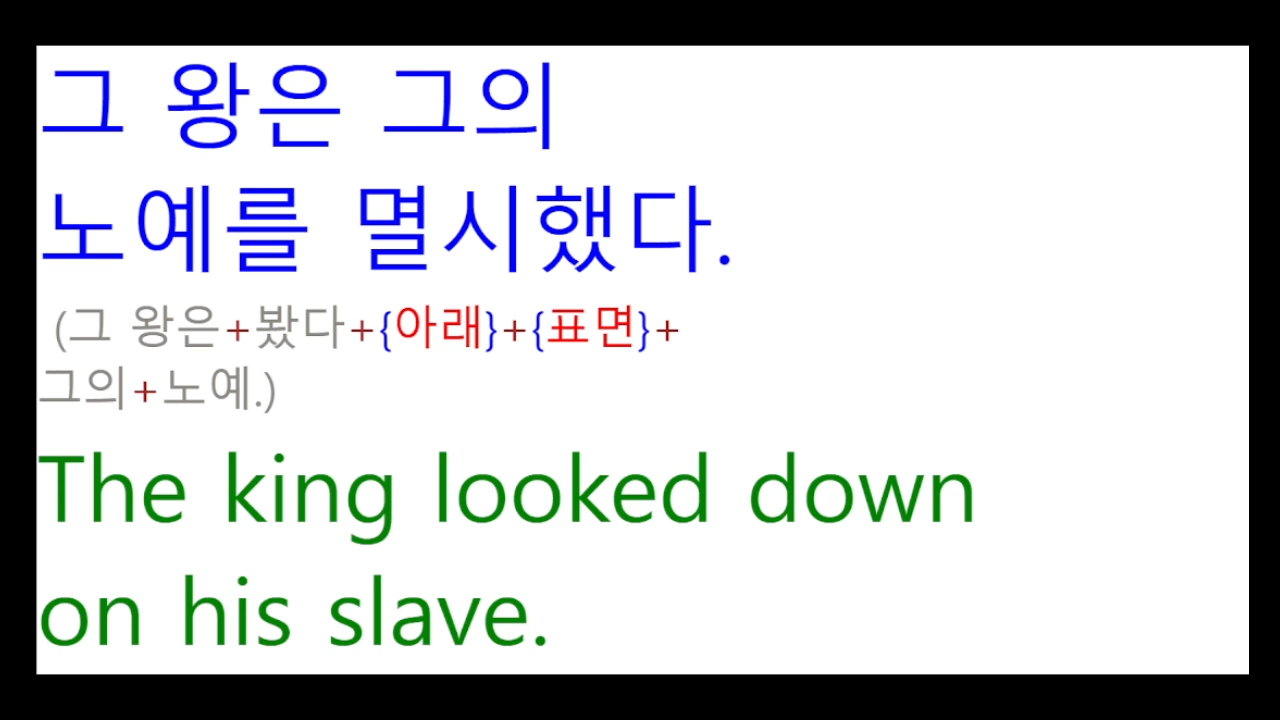 그 왕은 그의
노예를 멸시했다.
(그 왕은+봤다+{아래}+{표면}+
그의+노예.)
The king looked down
on his slave.